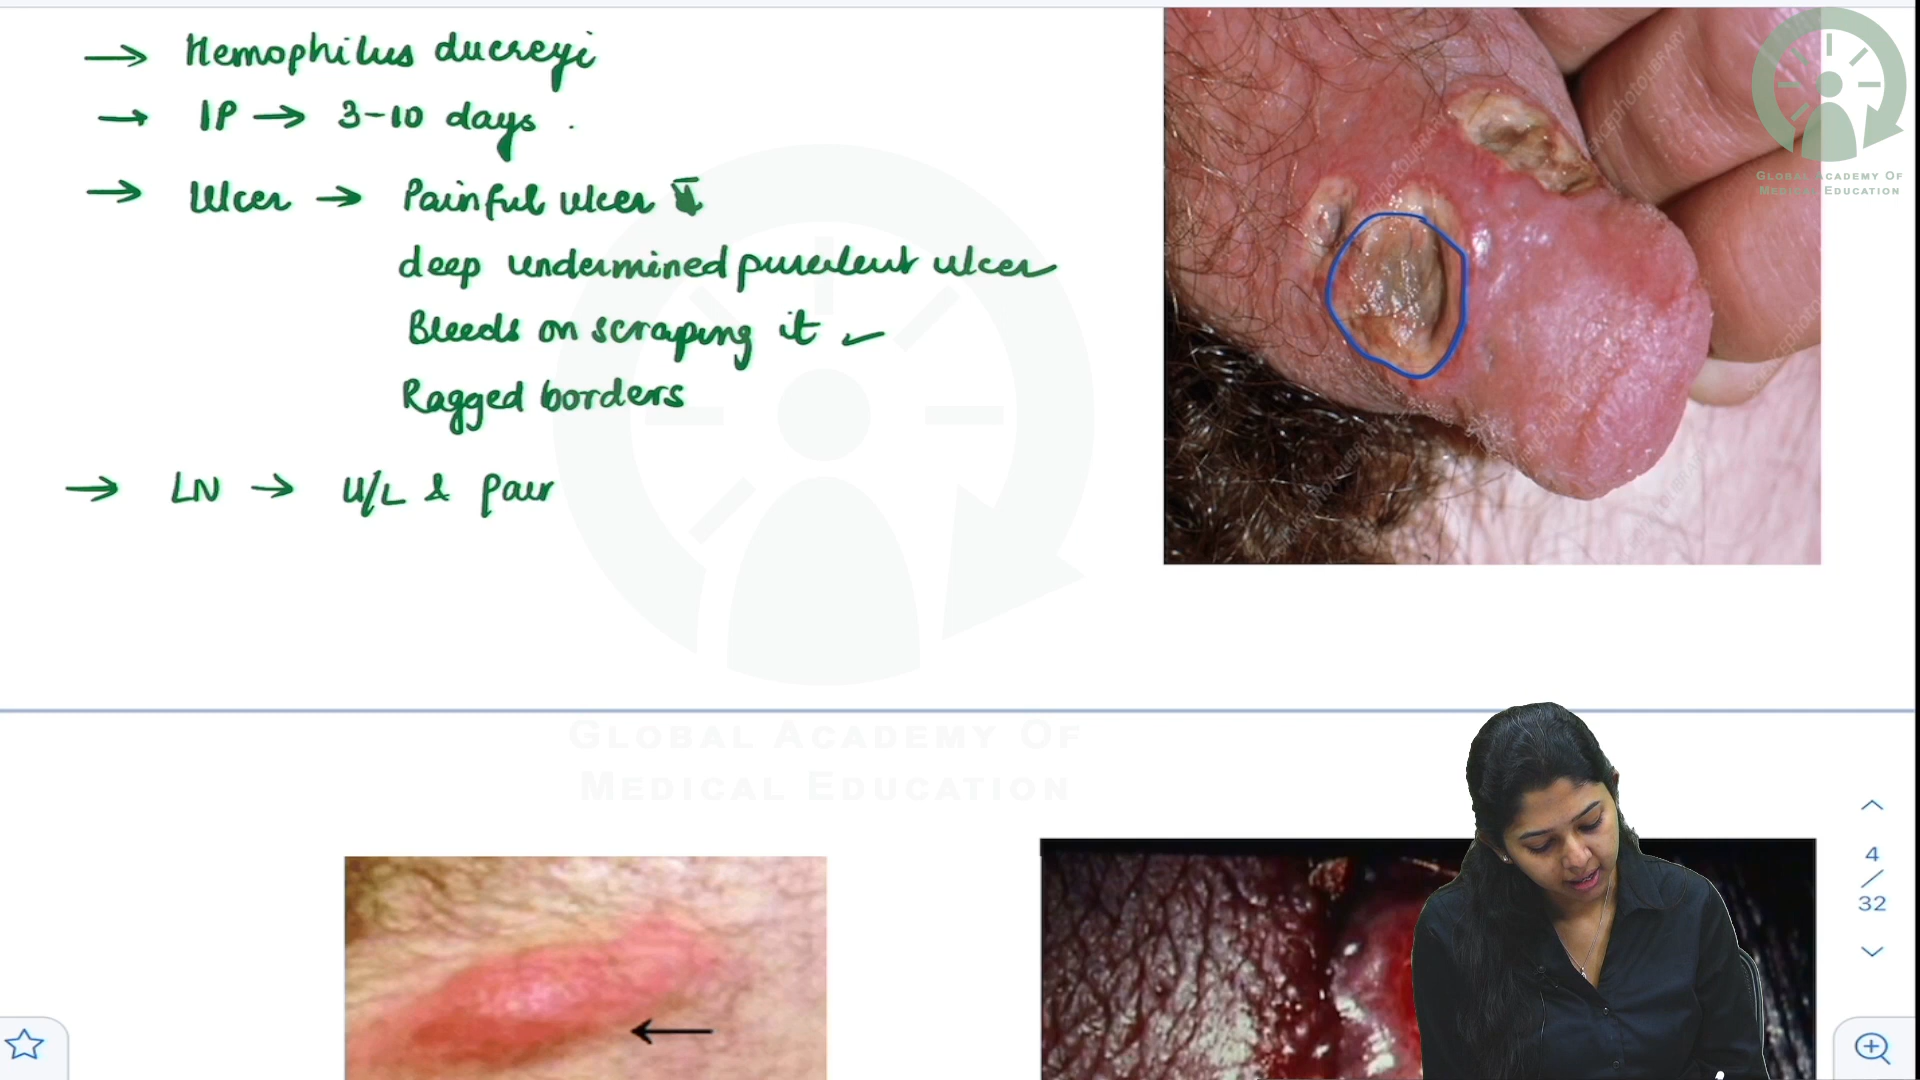 → Hemophilus ducreyi
→ IP → 3-10 days .
→ Ulcer → Painful ulcer c̄
deep undermined purulent ulcer
Bleeds on scraping it ✓
Ragged borders
→ LN → U/L & pain
GLOBAL ACADEMY OF
MEDICAL EDUCATION
GLOBAL ACADEMY OF
MEDICAL EDUCATION
4
/
32